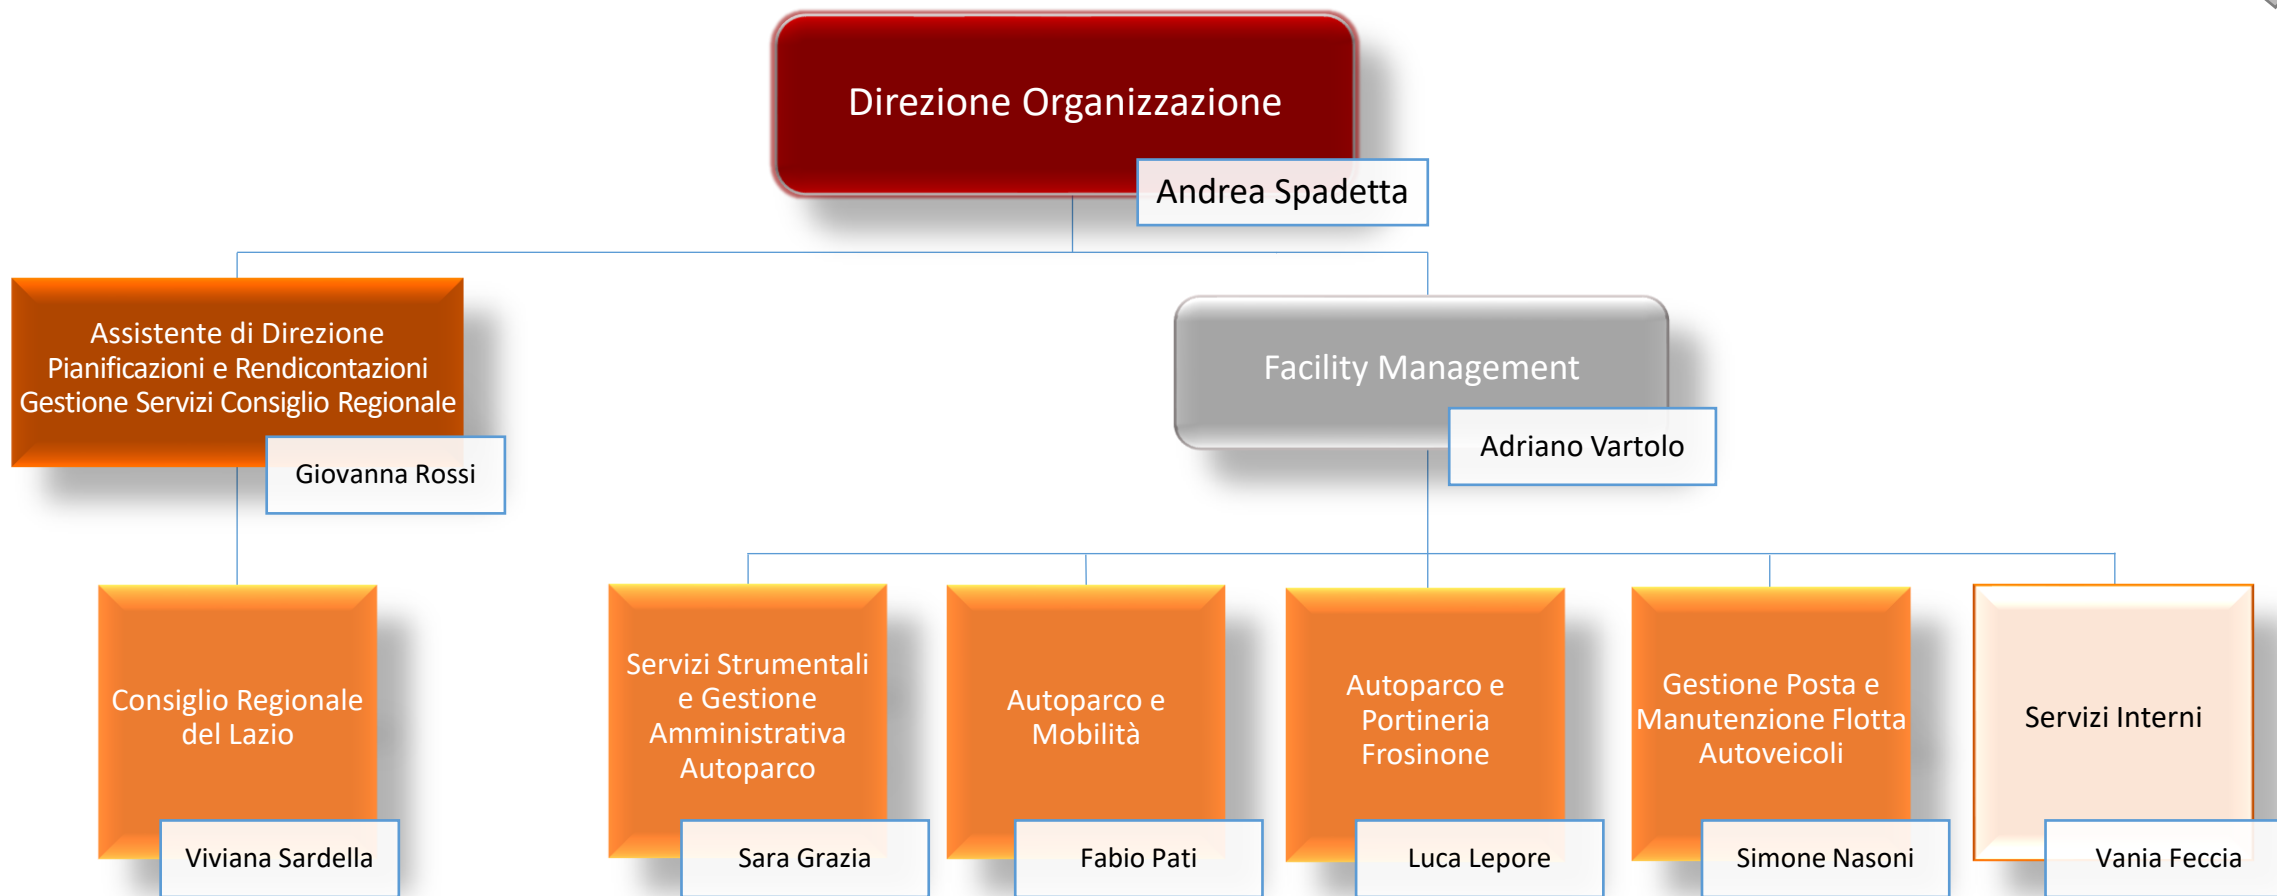 Direzione Organizzazione
Andrea Spadetta
Assistente di Direzione
Pianificazioni e Rendicontazioni
Gestione Servizi Consiglio Regionale
Giovanna Rossi
Facility Management
Adriano Vartolo
Consiglio Regionale
del Lazio
Viviana Sardella
Servizi Strumentali
e Gestione
Amministrativa
Autoparco
Sara Grazia
Autoparco e
Mobilità
Fabio Pati
Autoparco e
Portineria
Frosinone
Luca Lepore
Gestione Posta e
Manutenzione Flotta
Autoveicoli
Simone Nasoni
Servizi Interni
Vania Feccia